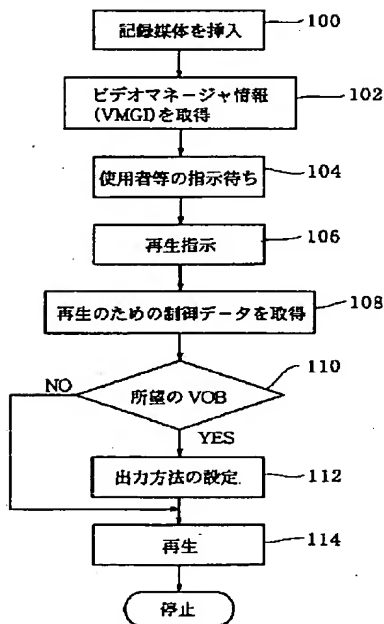 記録媒体を挿入
100
ビデオマネージャ情報
(VMGI)を取得
102
使用者等の指示待ち
104
再生指示
106
再生のための制御データを取得
108
所望の VOB
110
NO
YES
出力方法の設定
112
再生
114
停止